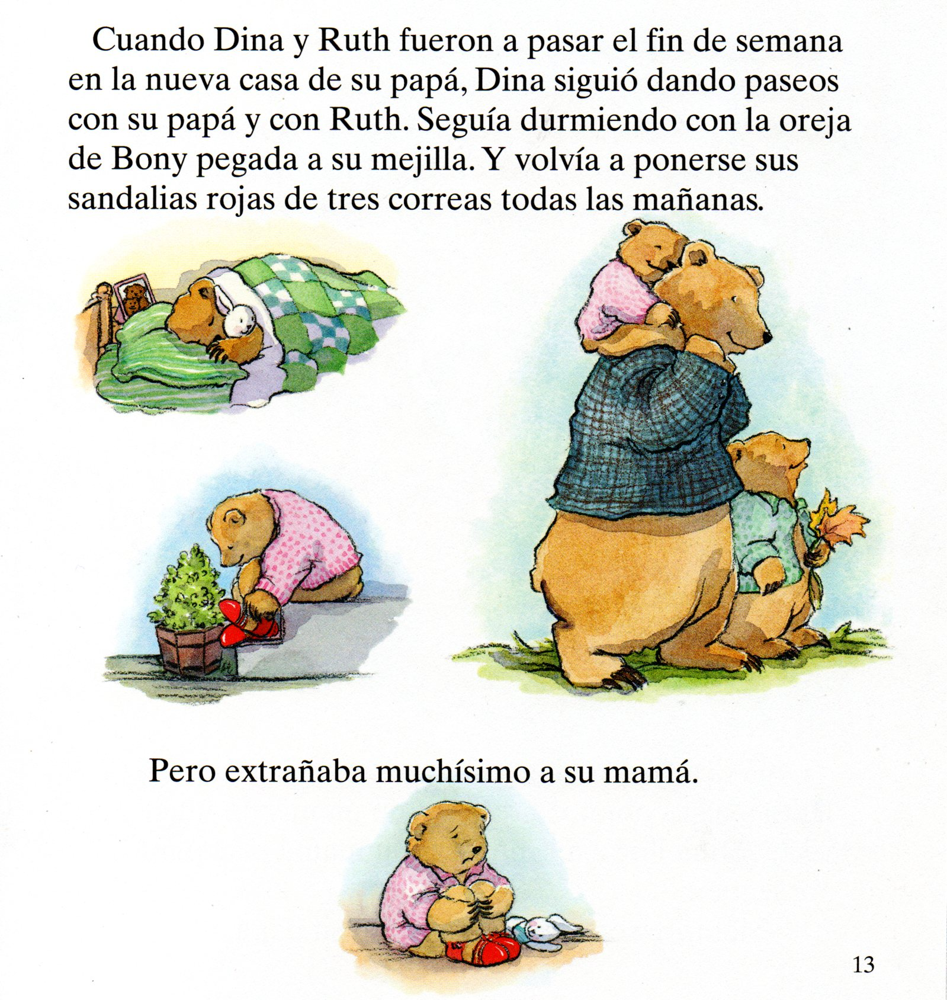 Cuando Dina y Ruth fueron a pasar el fin de semana
en la nueva casa de su papá, Dina siguió dando paseos
con su papá y con Ruth. Seguía durmiendo con la oreja
de Bony pegada a su mejilla. Y volvía a ponerse sus
sandalias rojas de tres correas todas las mañanas.
Pero extrañaba muchísimo a su mamá.
13